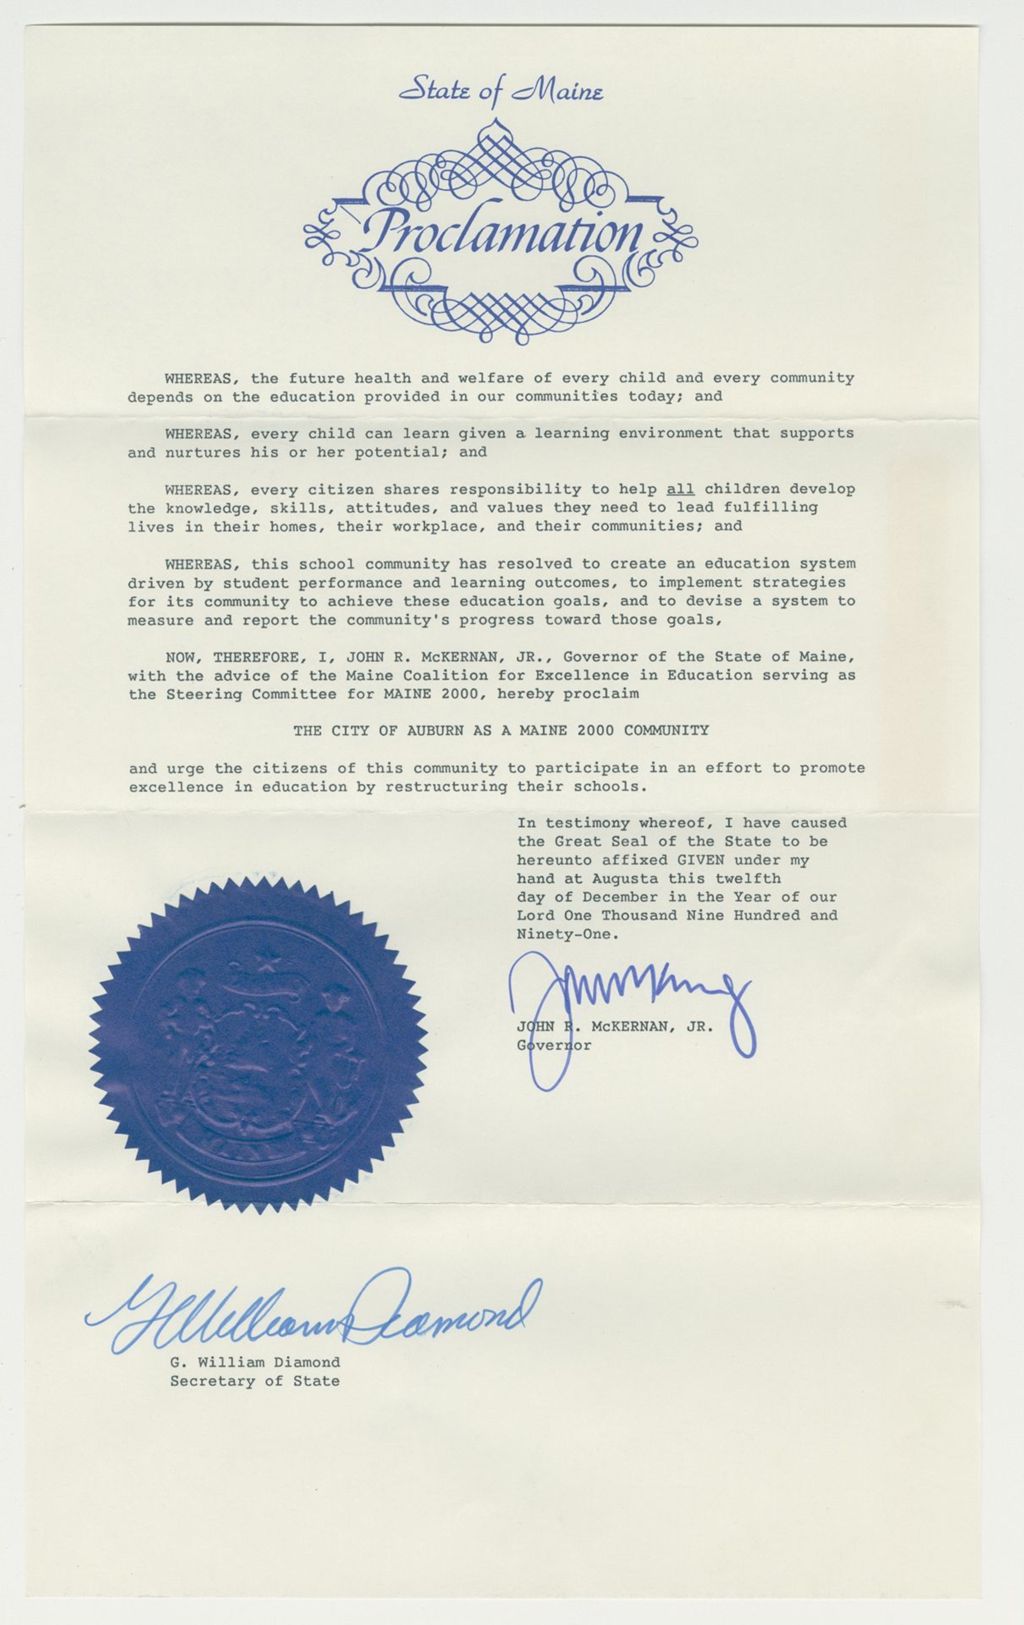 State of Maine
Proclamation
WHEREAS, the future health and welfare of every child and every community
depends on the education provided in our communities today; and
WHEREAS, every child can learn given a learning environment that supports
and nurtures his or her potential; and
WHEREAS, every citizen shares responsibility to help all children develop
the knowledge, skills, attitudes, and values they need to lead fulfilling
lives in their homes, their workplace, and their communities; and
WHEREAS, this school community has resolved to create an education system
driven by student performance and learning outcomes, to implement strategies
for its community to achieve these education goals, and to devise a system to
measure and report the community's progress toward those goals,
NOW, THEREFORE, I, JOHN R. McKERNAN, JR., Governor of the State of Maine,
with the advice of the Maine Coalition for Excellence in Education serving as
the Steering Committee for MAINE 2000, hereby proclaim
THE CITY OF AUBURN AS A MAINE 2000 COMMUNITY
and urge the citizens of this community to participate in an effort to promote
excellence in education by restructuring their schools.
In testimony whereof, I have caused
the Great Seal of the State to be
hereunto affixed GIVEN under my
hand at Augusta this twelfth
day of December in the Year of our
Lord One Thousand Nine Hundred and
Ninety-One.
JOHN R. McKERNAN, JR.
Governor
G William Diamond
G. William Diamond
Secretary of State